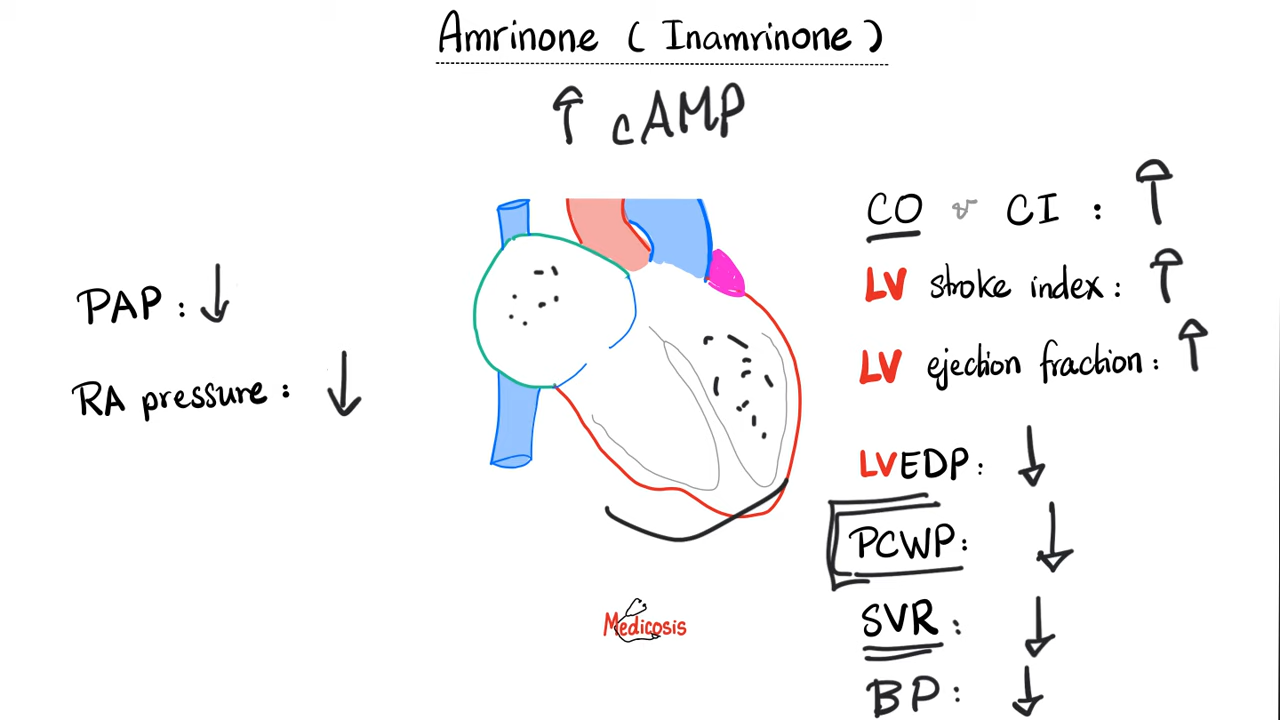 Amrinone ( Inamrinone )
↑ cAMP
PAP : ↓
RA pressure : ↓
CO & CI : ↑
LV stroke index : ↑
LV ejection fraction : ↑
LVEDP : ↓
PCWP : ↓
SVR : ↓
BP : ↓
Medicosis